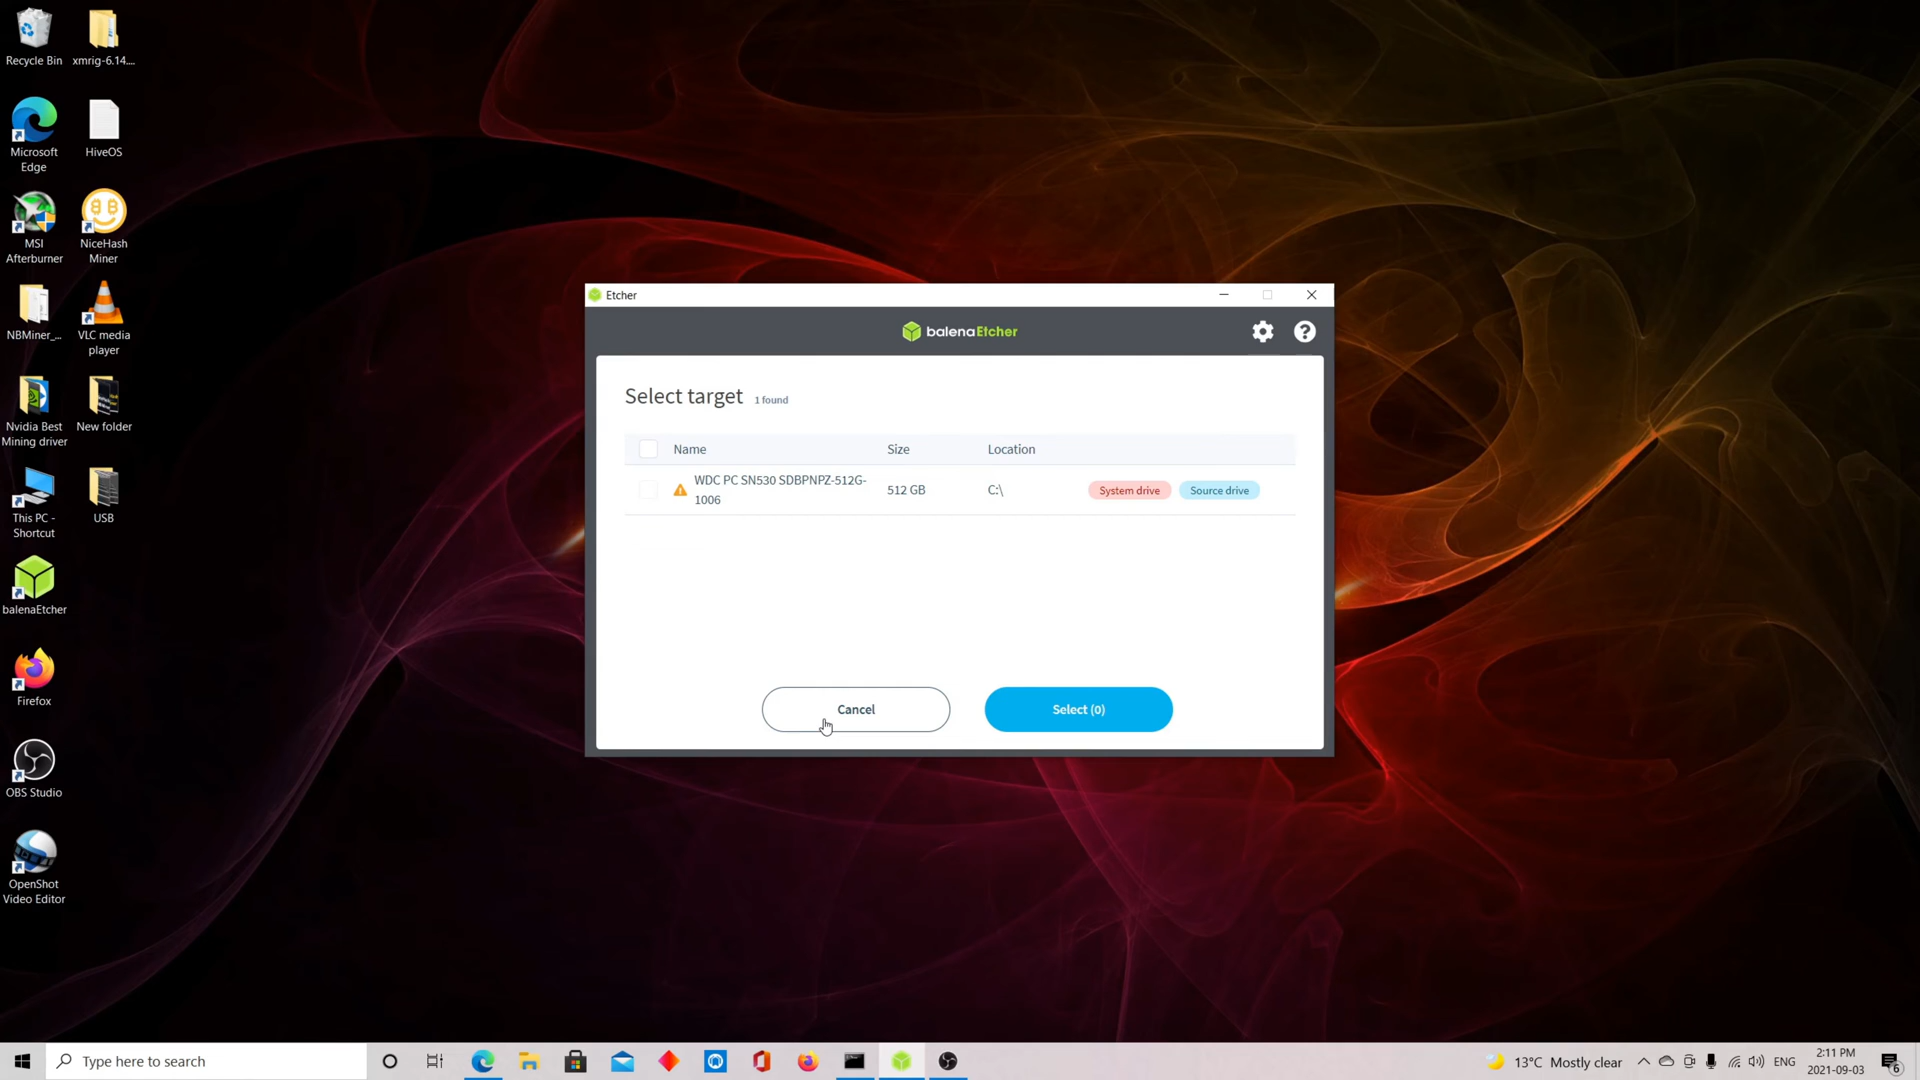 Recycle Bin
xmrig-6.14....
Microsoft
Edge
HiveOS
MSI
Afterburner
NiceHash
Miner
NBMiner_...
VLC media
player
Nvidia Best
Mining driver
New folder
This PC -
Shortcut
USB
balenaEtcher
Firefox
OBS Studio
OpenShot
Video Editor
Etcher
balenaEtcher
Select target 1 found
Name Size Location
WDC PC SN530 SDBPNPZ-512G-
1006
512 GB C:\ System drive Source drive
Cancel Select (0)
Type here to search
13°C Mostly clear
ENG
2:11 PM
2021-09-03
6